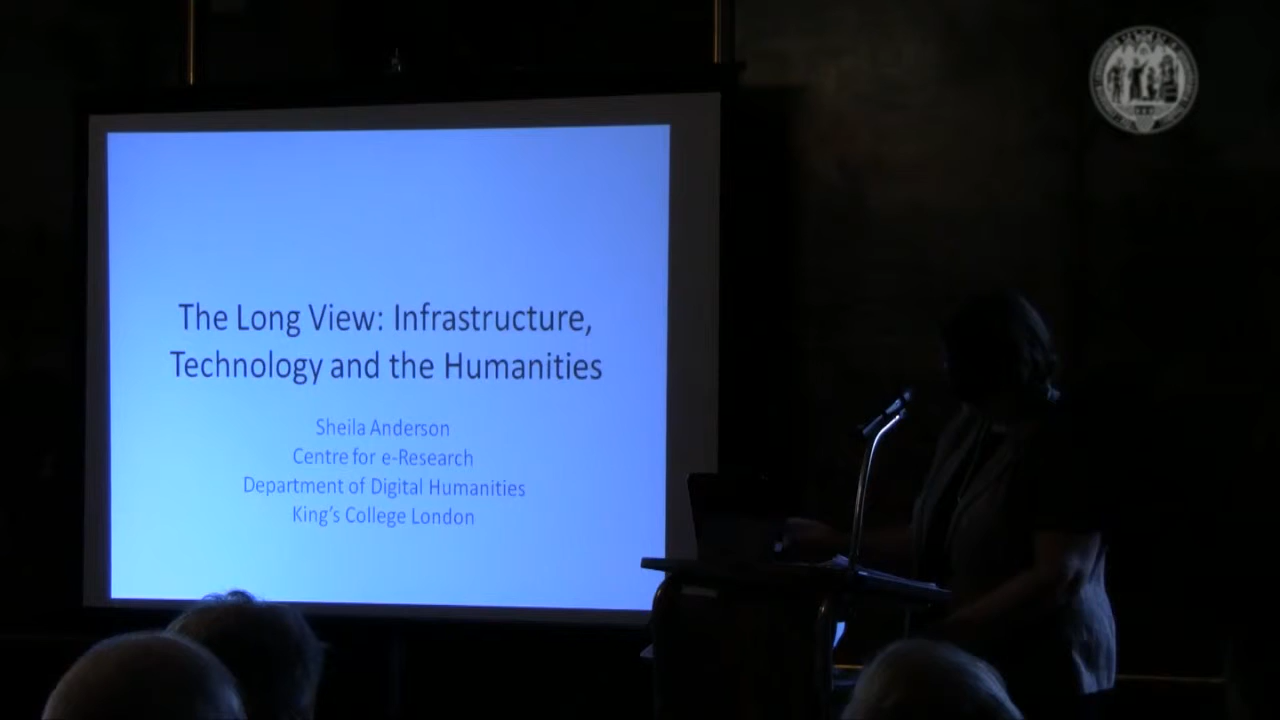 The Long View: Infrastructure,
Technology and the Humanities
Sheila Anderson
Centre for e-Research
Department of Digital Humanities
King's College London